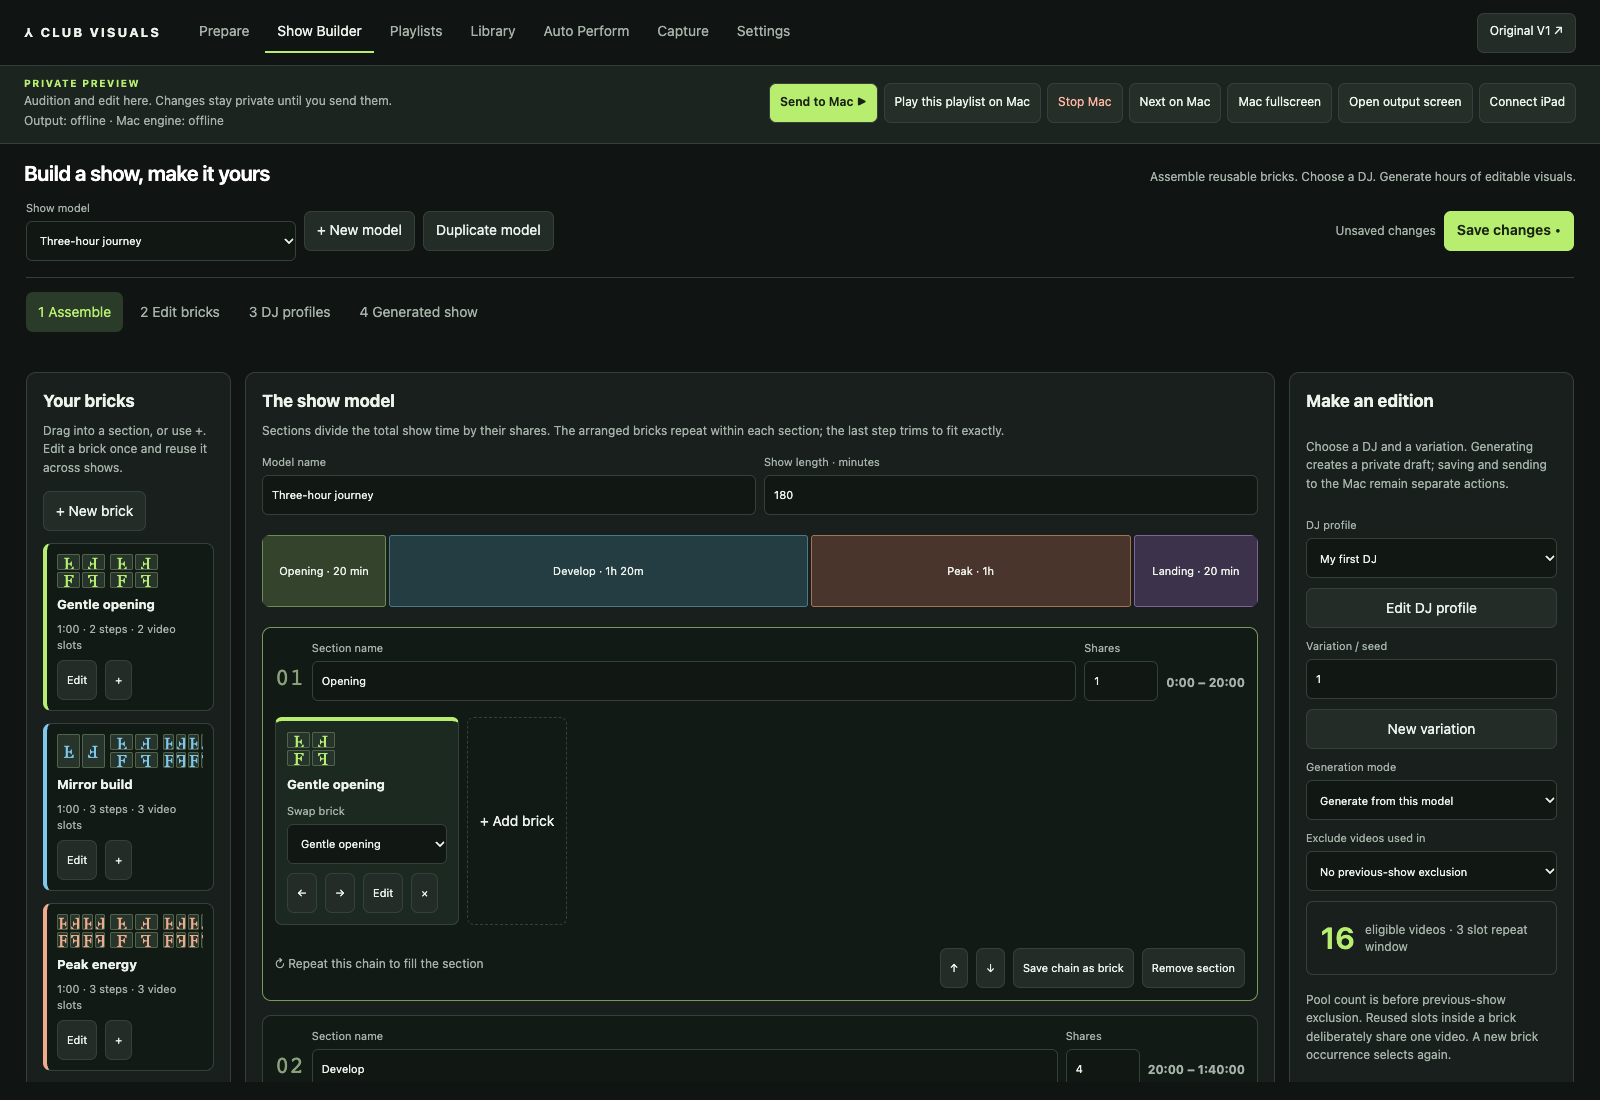 CLUB VISUALS
Prepare
Show Builder
Playlists
Library
Auto Perform
Capture
Settings
Original V1 ↗
PRIVATE PREVIEW
Audition and edit here. Changes stay private until you send them.
Output: offline · Mac engine: offline
Send to Mac ▶
Play this playlist on Mac
Stop Mac
Next on Mac
Mac fullscreen
Open output screen
Connect iPad
Build a show, make it yours
Assemble reusable bricks. Choose a DJ. Generate hours of editable visuals.
Show model
Three-hour journey
+ New model
Duplicate model
Unsaved changes
Save changes •
1 Assemble
2 Edit bricks
3 DJ profiles
4 Generated show
Your bricks
Drag into a section, or use +.
Edit a brick once and reuse it
across shows.
+ New brick
Gentle opening
1:00 · 2 steps · 2 video
slots
Edit
+
Mirror build
1:00 · 3 steps · 3 video
slots
Edit
+
Peak energy
1:00 · 3 steps · 3 video
slots
Edit
+
The show model
Sections divide the total show time by their shares. The arranged bricks repeat within each section; the last step trims to fit exactly.
Model name
Show length · minutes
Three-hour journey
180
Opening · 20 min
Develop · 1h 20m
Peak · 1h
Landing · 20 min
01
Section name
Opening
Shares
1
0:00 – 20:00
Gentle opening
Swap brick
Gentle opening
←
→
Edit
×
+ Add brick
↻ Repeat this chain to fill the section
↑
↓
Save chain as brick
Remove section
02
Section name
Develop
Shares
4
20:00 – 1:40:00
Make an edition
Choose a DJ and a variation. Generating
creates a private draft; saving and sending
to the Mac remain separate actions.
DJ profile
My first DJ
Edit DJ profile
Variation / seed
1
New variation
Generation mode
Generate from this model
Exclude videos used in
No previous-show exclusion
16
eligible videos · 3 slot repeat
window
Pool count is before previous-show
exclusion. Reused slots inside a brick
deliberately share one video. A new brick
occurrence selects again.